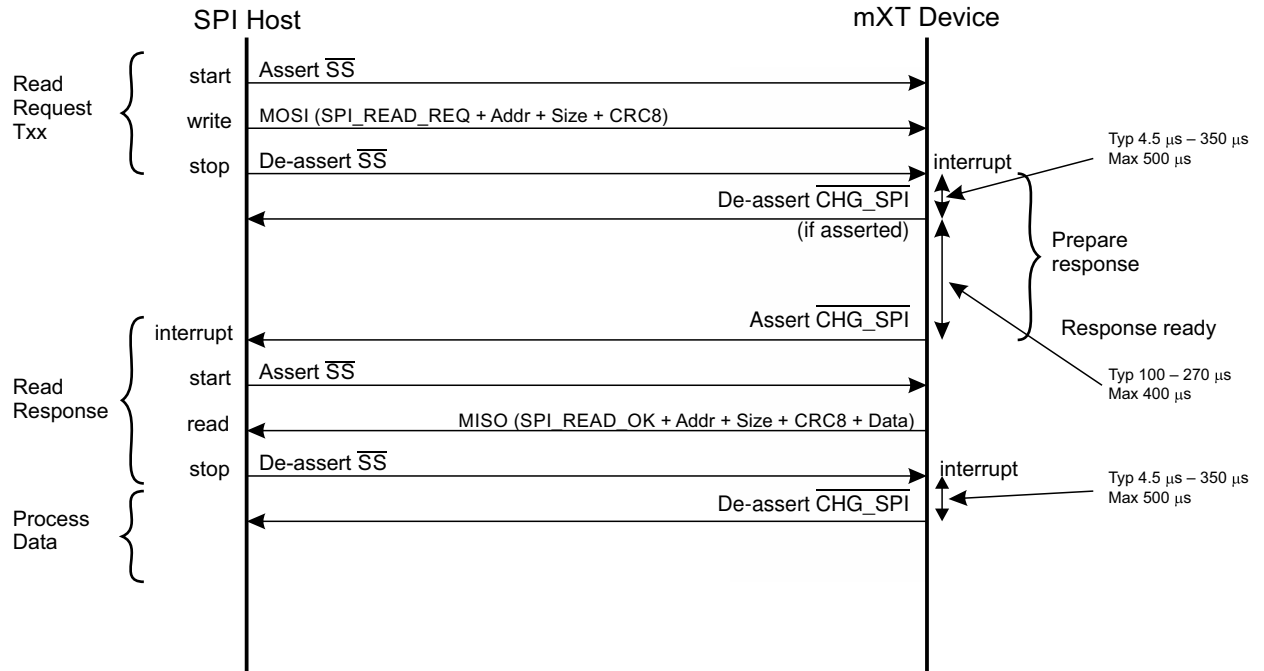 SPI Host
mXT Device
Read
Request
Txx
start
Assert SS
write
MOSI (SPI_READ_REQ + Addr + Size + CRC8)
stop
De-assert SS
interrupt
Typ 4.5 μs – 350 μs
Max 500 μs
De-assert CHG_SPI
(if asserted)
Prepare
response
Assert CHG_SPI
interrupt
Response ready
Read
Response
start
Assert SS
Typ 100 – 270 μs
Max 400 μs
read
MISO (SPI_READ_OK + Addr + Size + CRC8 + Data)
stop
De-assert SS
interrupt
Typ 4.5 μs – 350 μs
Max 500 μs
Process
Data
De-assert CHG_SPI